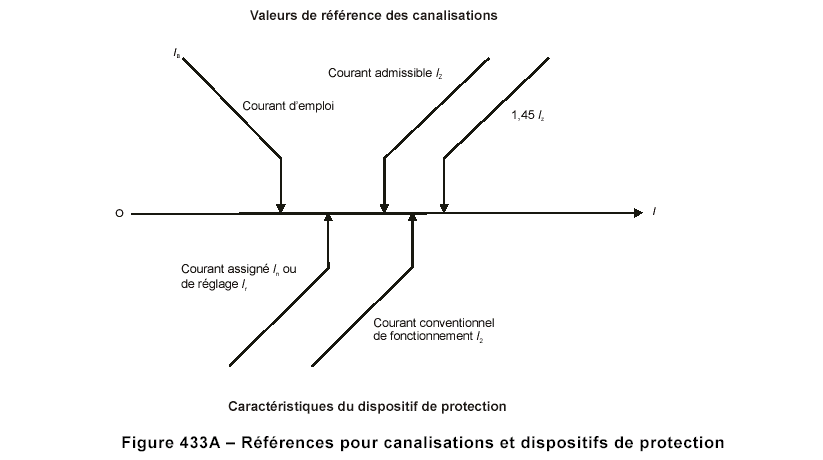 Valeurs de référence des canalisations
I_B
Courant admissible I_2
Courant d'emploi
1,45 I_z
O
I
Courant assigné I_n ou
de réglage I_r
Courant conventionnel
de fonctionnement I_2
Caractéristiques du dispositif de protection
Figure 433A – Références pour canalisations et dispositifs de protection